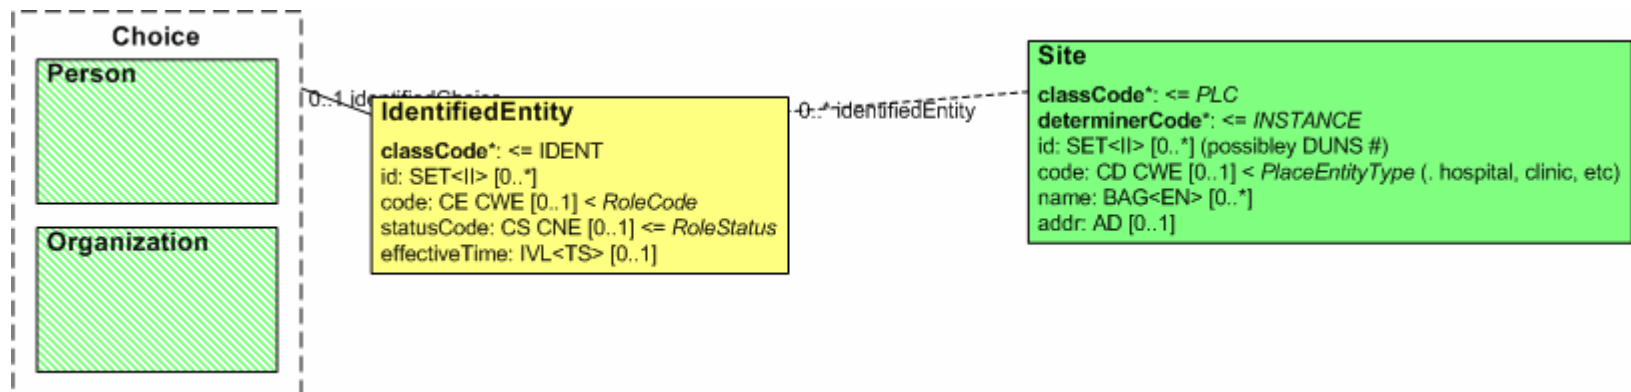 Choice
Person
Organization
0..1 identifiedChoice
IdentifiedEntity
classCode*: <= IDENT
id: SET<II> [0..*]
code: CE CWE [0..1] < RoleCode
statusCode: CS CNE [0..1] <= RoleStatus
effectiveTime: IVL<TS> [0..1]
0..* identifiedEntity
Site
classCode*: <= PLC
determinerCode*: <= INSTANCE
id: SET<II> [0..*] (possibley DUNS #)
code: CD CWE [0..1] < PlaceEntityType (. hospital, clinic, etc)
name: BAG<EN> [0..*]
addr: AD [0..1]